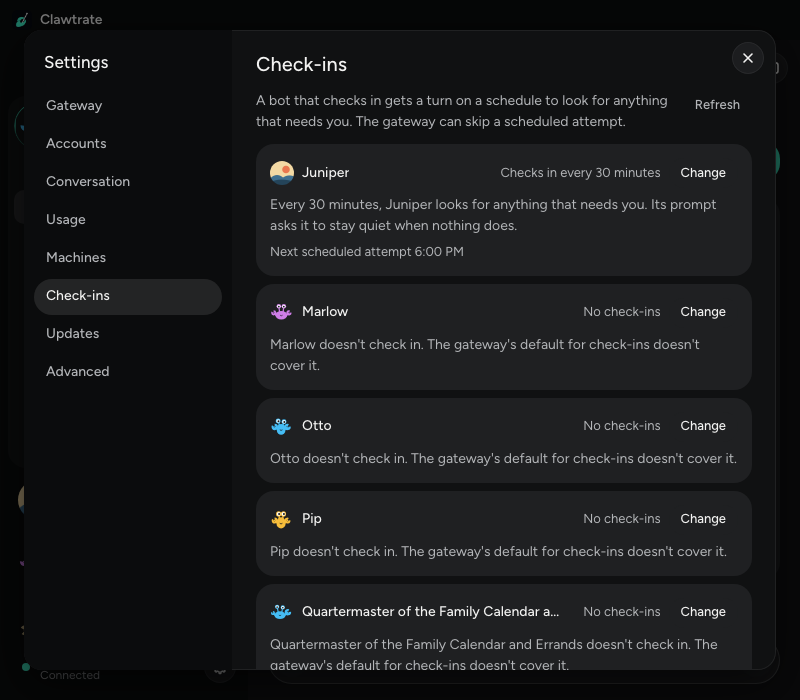 Clawtrate
Settings
Gateway
Accounts
Conversation
Usage
Machines
Check-ins
Updates
Advanced
Connected
Check-ins
A bot that checks in gets a turn on a schedule to look for anything
that needs you. The gateway can skip a scheduled attempt.
Refresh
Juniper
Checks in every 30 minutes
Change
Every 30 minutes, Juniper looks for anything that needs you. Its prompt
asks it to stay quiet when nothing does.
Next scheduled attempt 6:00 PM
Marlow
No check-ins
Change
Marlow doesn't check in. The gateway's default for check-ins doesn't
cover it.
Otto
No check-ins
Change
Otto doesn't check in. The gateway's default for check-ins doesn't cover it.
Pip
No check-ins
Change
Pip doesn't check in. The gateway's default for check-ins doesn't cover it.
Quartermaster of the Family Calendar a...
No check-ins
Change
Quartermaster of the Family Calendar and Errands doesn't check in. The
gateway's default for check-ins doesn't cover it.